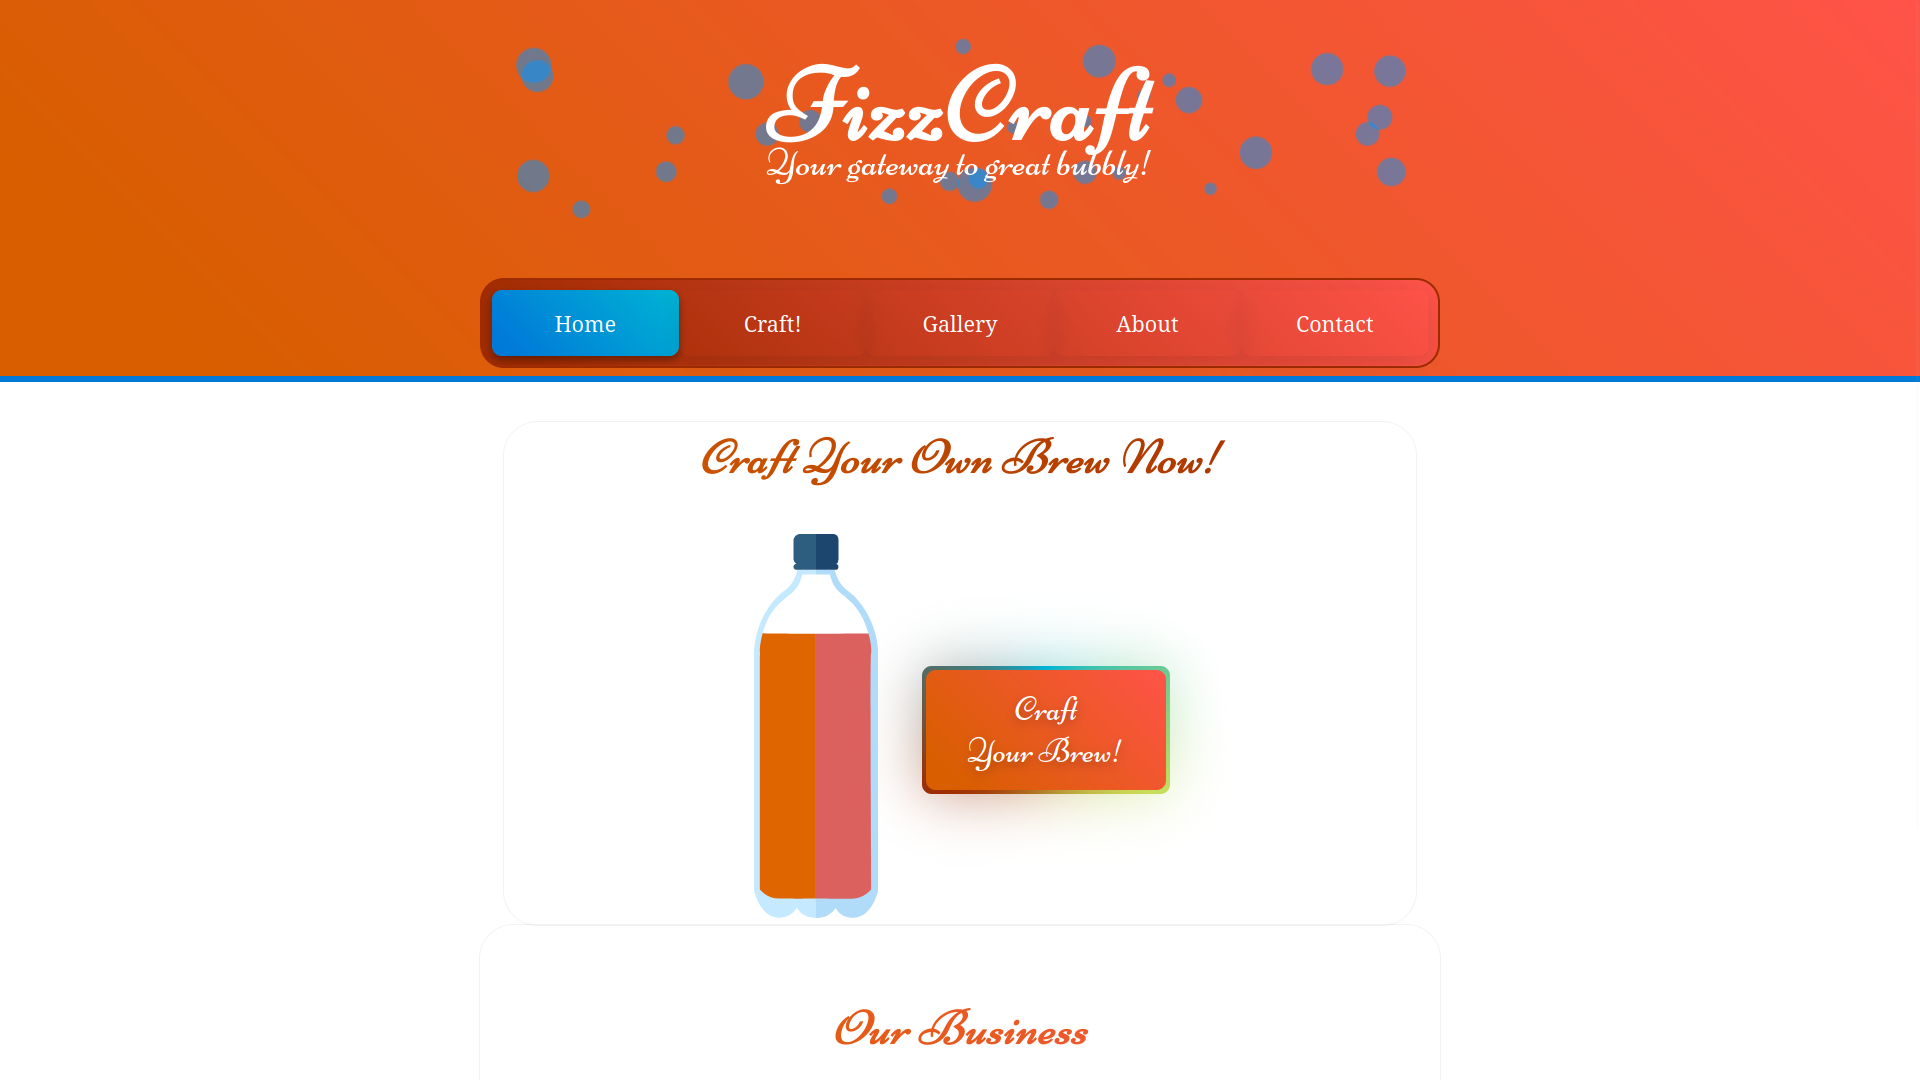 FizzCraft
Your gateway to great bubbly!
Home
Craft!
Gallery
About
Contact
Craft Your Own Brew Now!
Craft
Your Brew!
Our Business